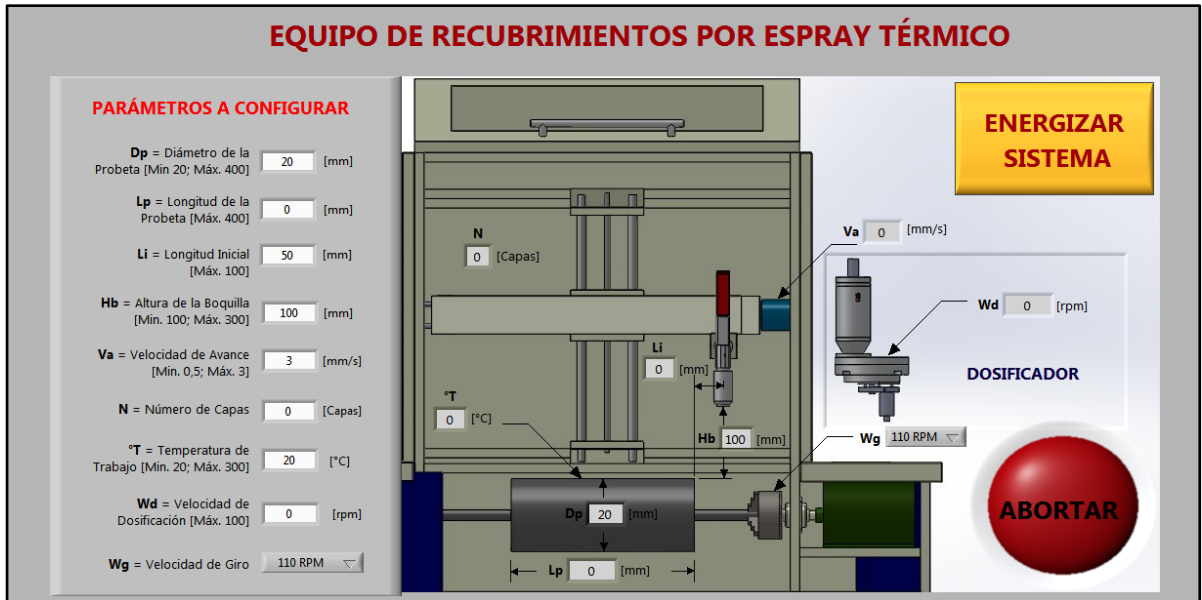 EQUIPO DE RECUBRIMIENTOS POR ESPRAY TÉRMICO
PARÁMETROS A CONFIGURAR
Dp = Diámetro de la
Probeta [Min 20; Máx. 400]
20
[mm]
Lp = Longitud de la
Probeta [Máx. 400]
0
[mm]
Li = Longitud Inicial
[Máx. 100]
50
[mm]
Hb = Altura de la Boquilla
[Min. 100; Máx. 300]
100
[mm]
Va = Velocidad de Avance
[Min. 0,5; Máx. 3]
3
[mm/s]
N = Número de Capas
0
[Capas]
°T = Temperatura de
Trabajo [Min. 20; Máx. 300]
20
[°C]
Wd = Velocidad de
Dosificación [Máx. 100]
0
[rpm]
Wg = Velocidad de Giro
110 RPM
N
0 [Capas]
Li
0 [mm]
°T
0 [°C]
Hb 100 [mm]
Dp 20 [mm]
Lp 0 [mm]
ENERGIZAR
SISTEMA
Va 0 [mm/s]
Wd 0 [rpm]
DOSIFICADOR
Wg 110 RPM
ABORTAR